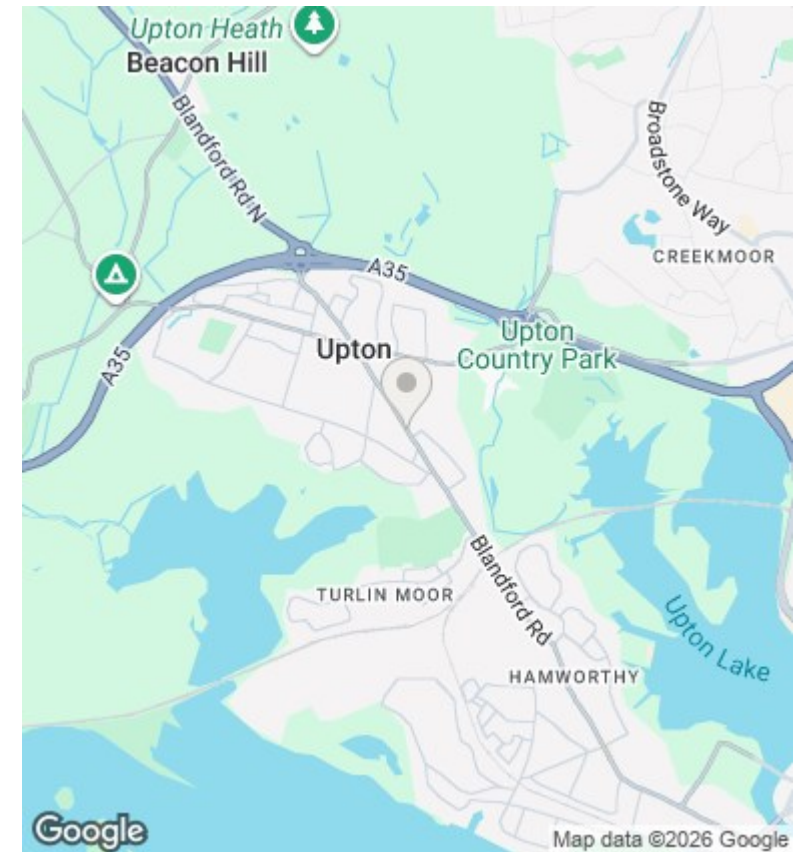 Upton Heath
Beacon Hill
Blandford Rd N
Broadstone Way
CREEKMOOR
A35
Upton
Upton
Country Park
A35
Blandford Rd
TURLIN MOOR
Upton Lake
HAMWORTHY
Google
Map data ©2026 Google